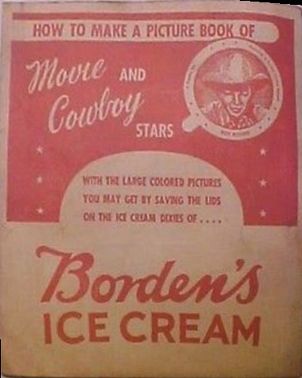 HOW TO MAKE A PICTURE BOOK OF
Movie AND
Cowboy
STARS
WITH THE LARGE COLORED PICTURES
YOU MAY GET BY SAVING THE LIDS
ON THE ICE CREAM DIXIES OF ....
Borden's
ICE CREAM